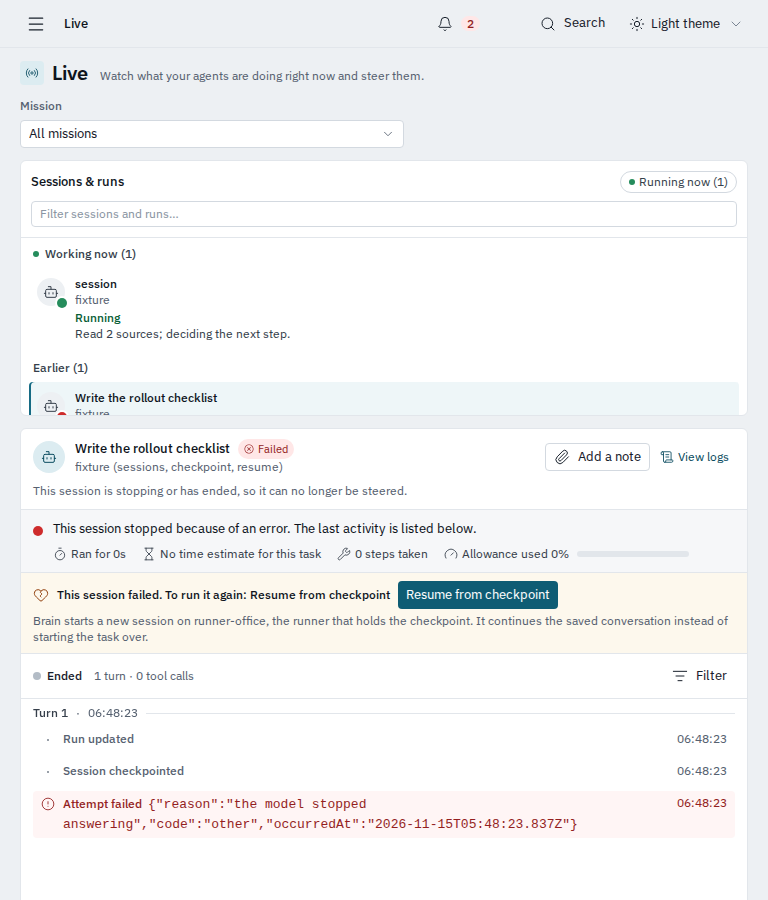 Live
2
Search
Light theme
Live
Watch what your agents are doing right now and steer them.
Mission
All missions
Sessions & runs
Running now (1)
Filter sessions and runs...
Working now (1)
session
fixture
Running
Read 2 sources; deciding the next step.
Earlier (1)
Write the rollout checklist
fixture
Write the rollout checklist
Failed
fixture (sessions, checkpoint, resume)
Add a note
View logs
This session is stopping or has ended, so it can no longer be steered.
This session stopped because of an error. The last activity is listed below.
Ran for 0s
No time estimate for this task
0 steps taken
Allowance used 0%
This session failed. To run it again: Resume from checkpoint
Resume from checkpoint
Brain starts a new session on runner-office, the runner that holds the checkpoint. It continues the saved conversation instead of
starting the task over.
Ended
1 turn · 0 tool calls
Filter
Turn 1 · 06:48:23
· Run updated 06:48:23
· Session checkpointed 06:48:23
Attempt failed {"reason":"the model stopped 06:48:23
answering","code":"other","occurredAt":"2026-11-15T05:48:23.837Z"}